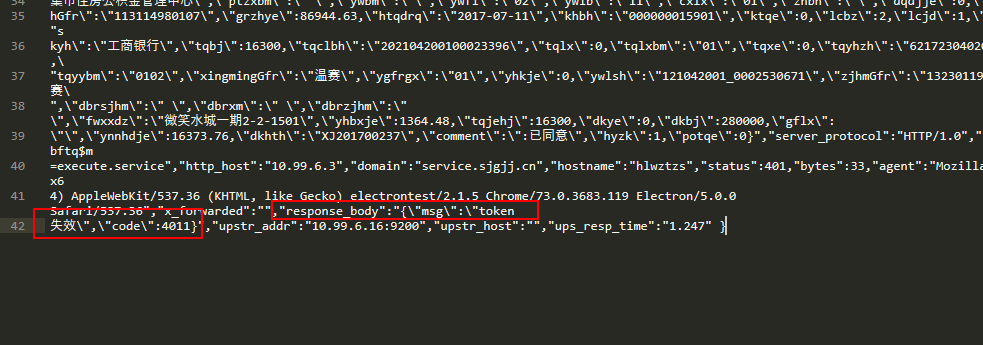 集市住房公积金管理中心\",\"ptzxbm\":\" \",\"ywbm\":\" \",\"ywfl\":\"02\",\"ywlb\":\"11\",\"cxlx\":\"01\",\"znbh\":\" \",\"dqdjje\":0,\"
35 hGfr\":\"113114980107\",\"grzhye\":86944.63,\"htqdrq\":\"2017-07-11\",\"khbh\":\"000000015901\",\"ktqe\":0,\"lcbz\":2,\"lcjd\":1,\
"s
36 kyh\":\"工商银行\",\"tqbj\":16300,\"tqclbh\":\"202104200100023396\",\"tqlx\":0,\"tqlxbm\":\"01\",\"tqxe\":0,\"tqyhzh\":\"6217230402
,\
37 "tqyybm\":\"0102\",\"xingmingGfr\":\"温赛\",\"ygfrgx\":\"01\",\"yhkje\":0,\"ywlsh\":\"121042001_0002530671\",\"zjhmGfr\":\"13230119
赛\
38 ",\"dbrsjhm\":\" \",\"dbrxm\":\" \",\"dbrzjhm\":\"
39 \",\"fwxxdz\":\"微笑水城一期2-2-1501\",\"yhbxje\":1364.48,\"tqjehj\":16300,\"dkye\":0,\"dkbj\":280000,\"gflx\":
\"\",\"ynnhdje\":16373.76,\"dkhth\":\"XJ201700237\",\"comment\":\":已同意\",\"hyzk\":1,\"potqe\":0}","server_protocol":"HTTP/1.0","
bftq$m
40 =execute.service","http_host":"10.99.6.3","domain":"service.sjgjj.cn","hostname":"hlwztzs","status":401,"bytes":33,"agent":"Mozilla
x6
41 4) AppleWebKit/537.36 (KHTML, like Gecko) electrontest/2.1.5 Chrome/73.0.3683.119 Electron/5.0.0
Safari/537.36","x_forwarded":"","response_body":"{\"msg\":\"token
42 失效\",\"code\":4011}","upstr_addr":"10.99.6.16:9200","upstr_host":"","ups_resp_time":"1.247" }